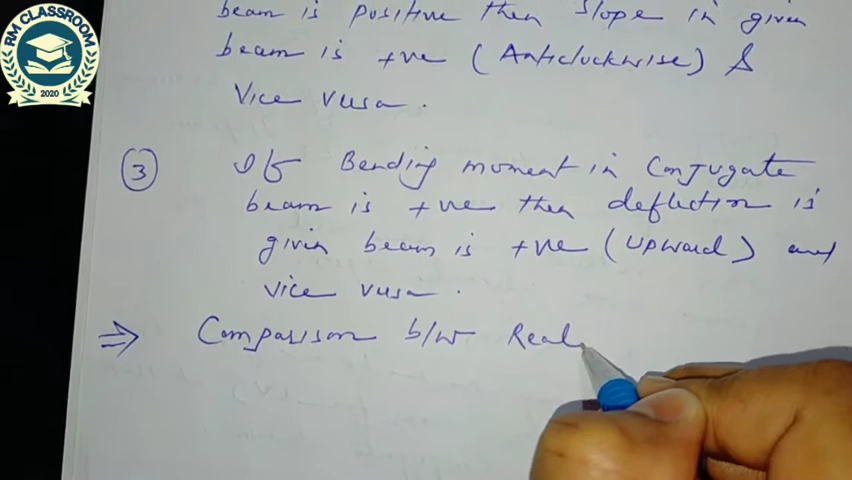 RM CLASSROOM
2020
beam is positive then slope in given
beam is +ve (Anticlockwise) &
Vice versa.
③ If Bending moment in Conjugate
beam is +ve then deflection is
given beam is +ve (upward) and
vice versa.
⇒ Comparison b/w Real